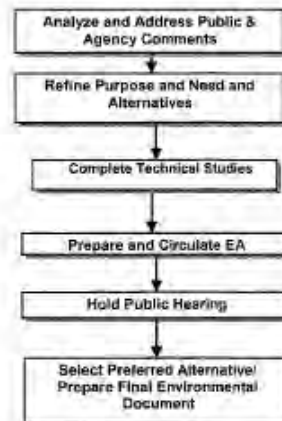 Analyze and Address Public &
Agency Comments
Refine Purpose and Need and
Alternatives
Complete Technical Studies
Prepare and Circulate EA
Hold Public Hearing
Select Preferred Alternative/
Prepare Final Environmental
Document